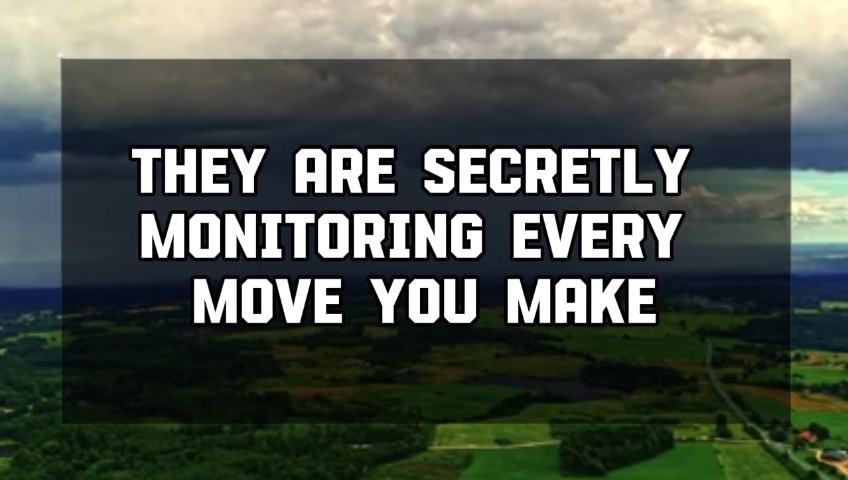 THEY ARE SECRETLY
MONITORING EVERY
MOVE YOU MAKE